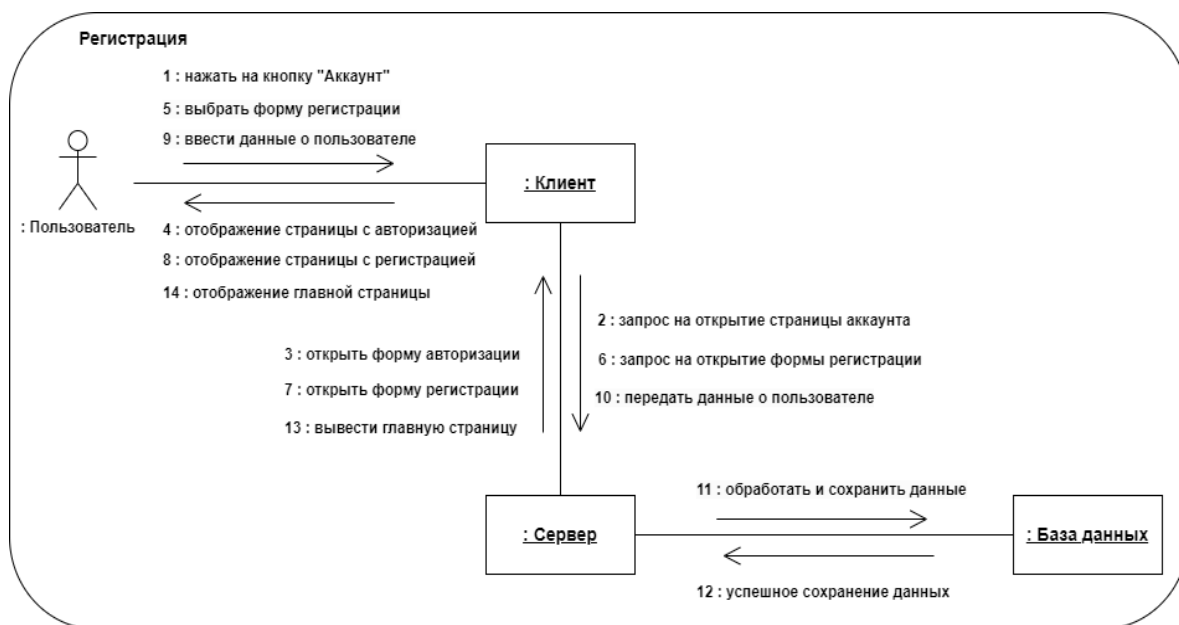 Регистрация
1 : нажать на кнопку "Аккаунт"
5 : выбрать форму регистрации
9 : ввести данные о пользователе
: Клиент
: Пользователь
4 : отображение страницы с авторизацией
8 : отображение страницы с регистрацией
14 : отображение главной страницы
2 : запрос на открытие страницы аккаунта
3 : открыть форму авторизации
6 : запрос на открытие формы регистрации
7 : открыть форму регистрации
10 : передать данные о пользователе
13 : вывести главную страницу
11 : обработать и сохранить данные
: Сервер
: База данных
12 : успешное сохранение данных